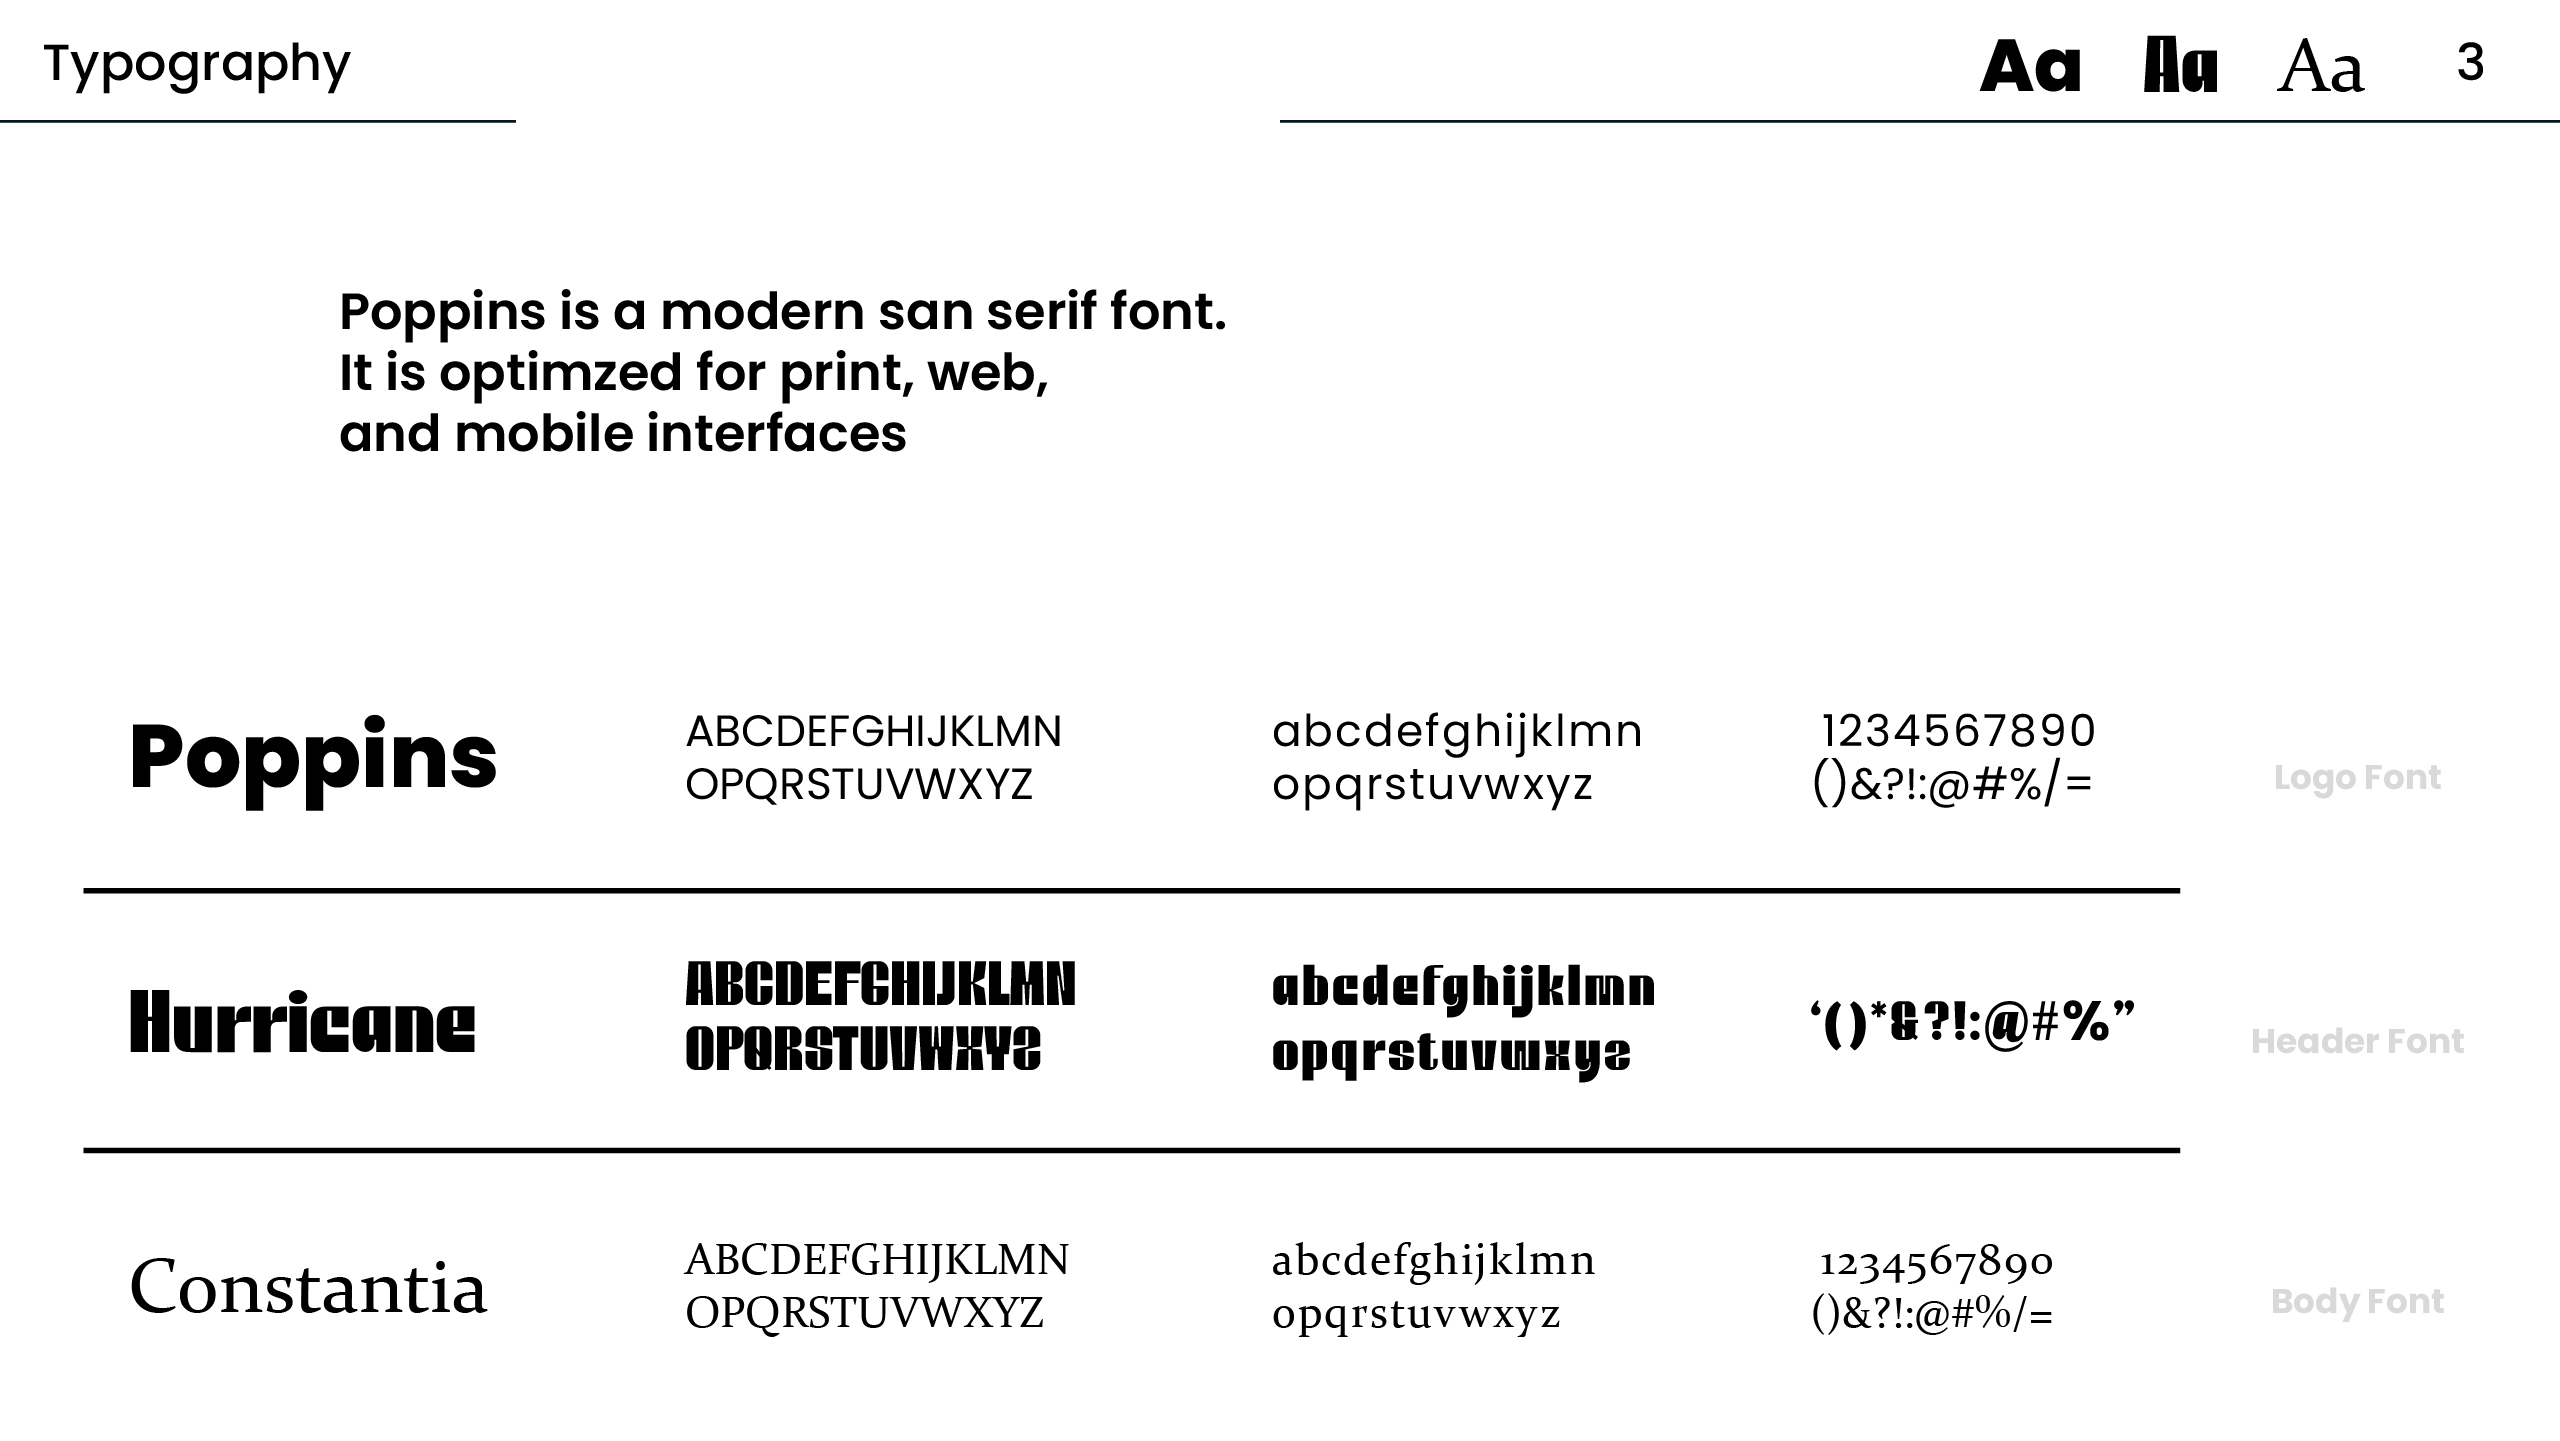 Typography
Aa Aa Aa 3
Poppins is a modern san serif font.
It is optimzed for print, web,
and mobile interfaces
Poppins
ABCDEFGHIJKLMN
OPQRSTUVWXYZ
abcdefghijklmn
opqrstuvwxyz
1234567890
()&?!:@#%/=
Logo Font
Hurricane
ABCDEFGHIJKLMN
OPQRSTUVWXYZ
abcdefghijklmn
opqrstuvwxyz
‘()*&?!:@#%”
Header Font
Constantia
ABCDEFGHIJKLMN
OPQRSTUVWXYZ
abcdefghijklmn
opqrstuvwxyz
1234567890
()&?!:@#%/=
Body Font